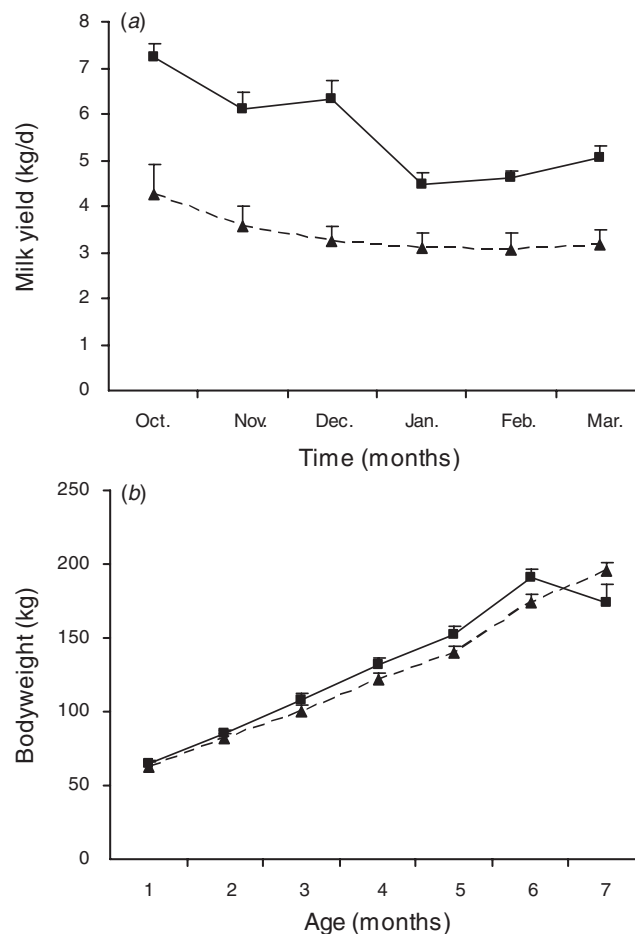 (a)
8
7
6
5
4
3
2
1
0
Milk yield (kg/d)
Oct. Nov. Dec. Jan. Feb. Mar.
Time (months)
(b)
250
200
150
100
50
0
Bodyweight (kg)
1 2 3 4 5 6 7
Age (months)